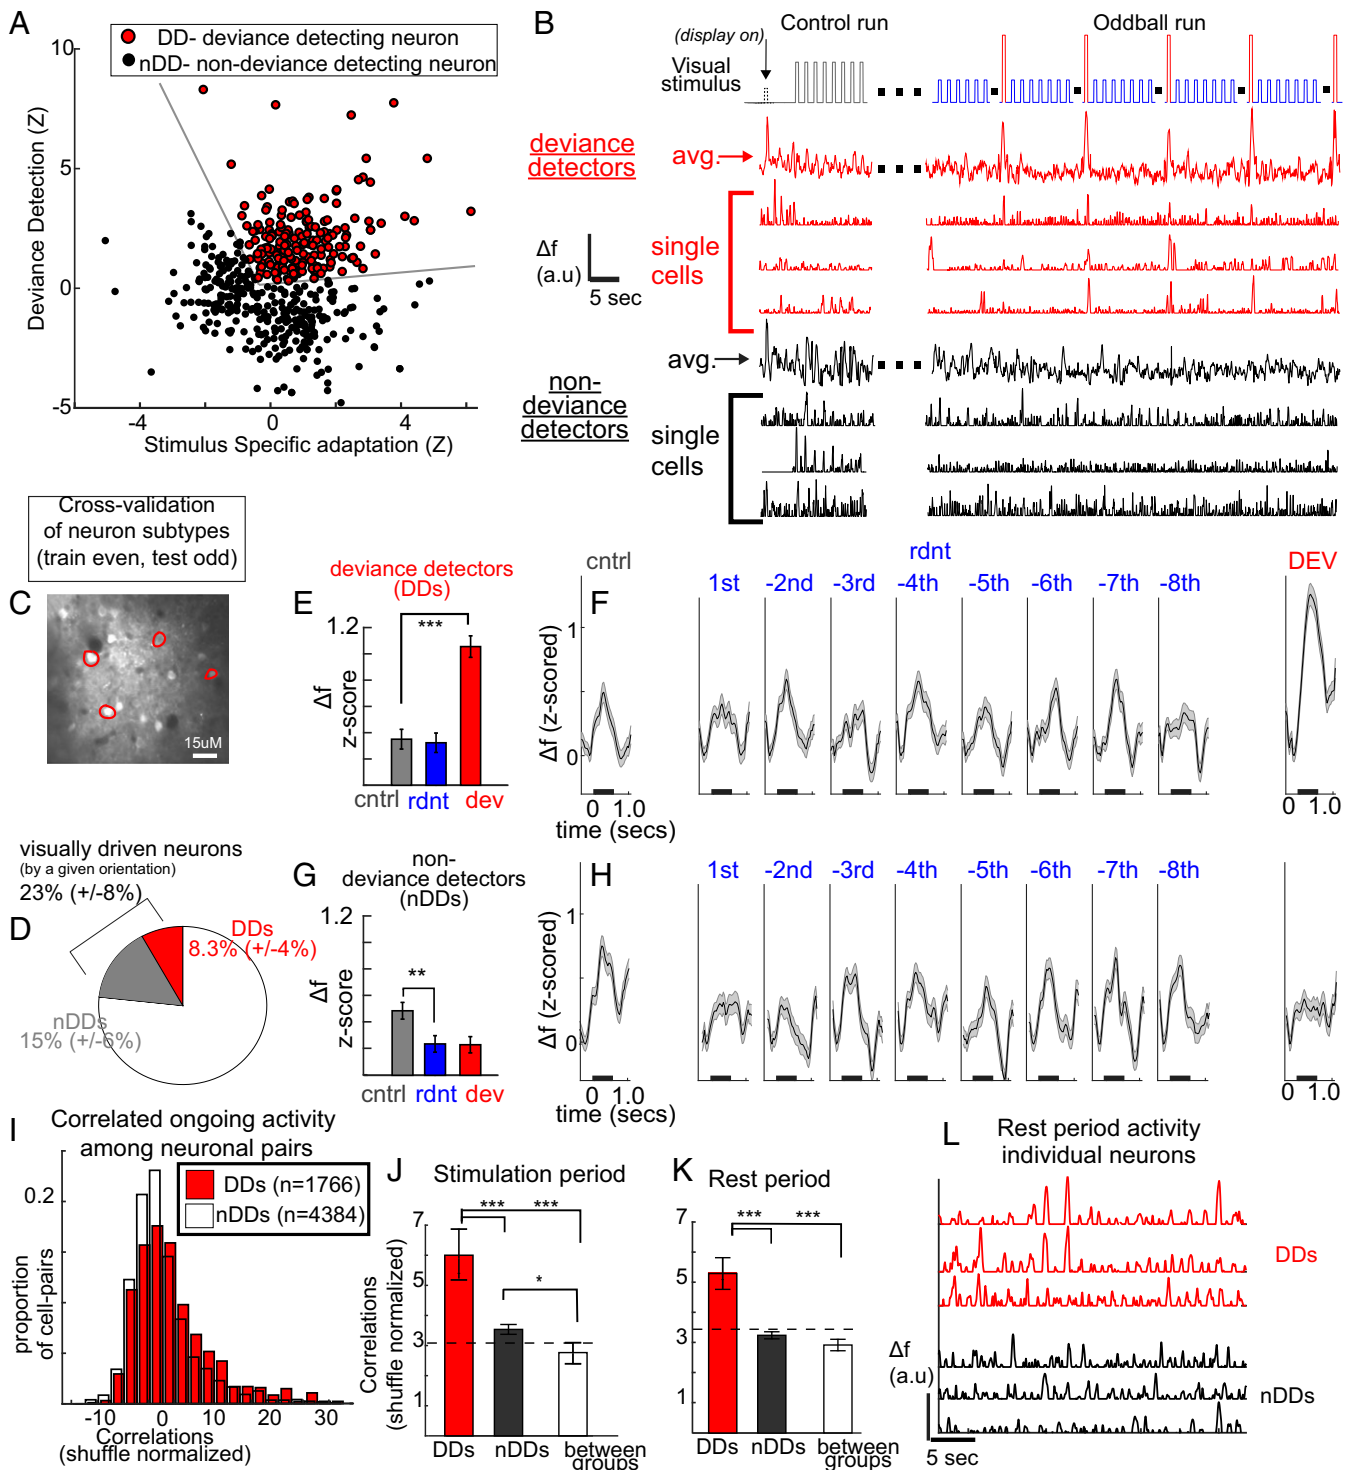 A
10
5
0
-5
Deviance Detection (Z)
DD- deviance detecting neuron
nDD- non-deviance detecting neuron
-4
0
4
Stimulus Specific adaptation (Z)
B
Control run
Oddball run
(display on)
Visual
stimulus
deviance
detectors
avg.
single
cells
Δf
(a.u)
5 sec
avg.
non-
deviance
detectors
single
cells
Cross-validation
of neuron subtypes
(train even, test odd)
C
15uM
D
visually driven neurons
(by a given orientation)
23% (+/-8%)
DDs
8.3% (+/-4%)
nDDs
15% (+/-6%)
E
deviance detectors
(DDs)
1.2
***
Δf
z-score
cntrl
rdnt
dev
F
cntrl
rdnt
DEV
1st
-2nd
-3rd
-4th
-5th
-6th
-7th
-8th
1
0
Δf (z-scored)
0
1.0
time (secs)
0
1.0
G
non-
deviance detectors
(nDDs)
1.2
**
Δf
z-score
cntrl
rdnt
dev
H
1st
-2nd
-3rd
-4th
-5th
-6th
-7th
-8th
1
0
Δf (z-scored)
0
1.0
time (secs)
0
1.0
I
Correlated ongoing activity
among neuronal pairs
DDs (n=1766)
nDDs (n=4384)
0.2
proportion
of cell-pairs
-10
0
10
20
30
Correlations
(shuffle normalized)
J
Stimulation period
***
***
*
7
5
3
1
Correlations
(shuffle normalized)
DDs
nDDs
between
groups
K
Rest period
***
***
7
5
3
1
DDs
nDDs
between
groups
L
Rest period activity
individual neurons
DDs
Δf
(a.u)
nDDs
5 sec